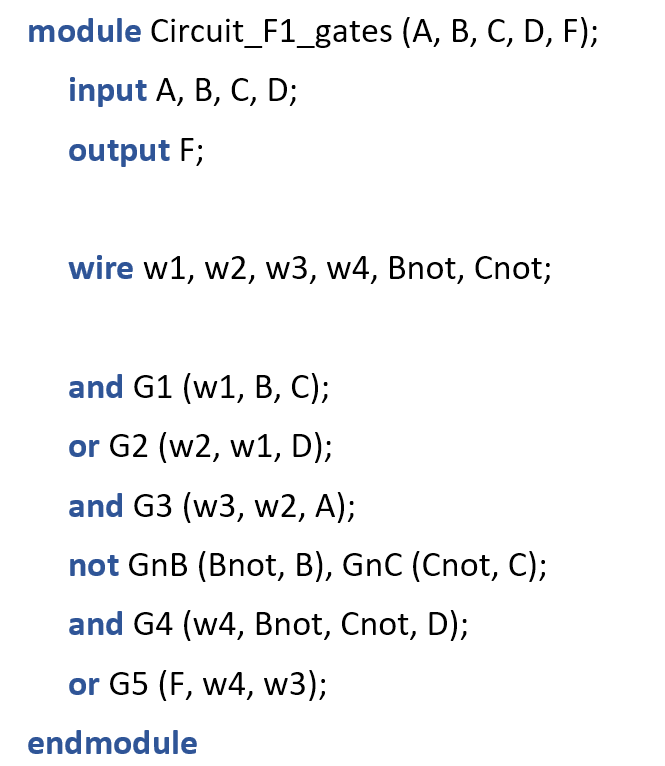 module Circuit_F1_gates (A, B, C, D, F);
input A, B, C, D;
output F;
wire w1, w2, w3, w4, Bnot, Cnot;
and G1 (w1, B, C);
or G2 (w2, w1, D);
and G3 (w3, w2, A);
not GnB (Bnot, B), GnC (Cnot, C);
and G4 (w4, Bnot, Cnot, D);
or G5 (F, w4, w3);
endmodule